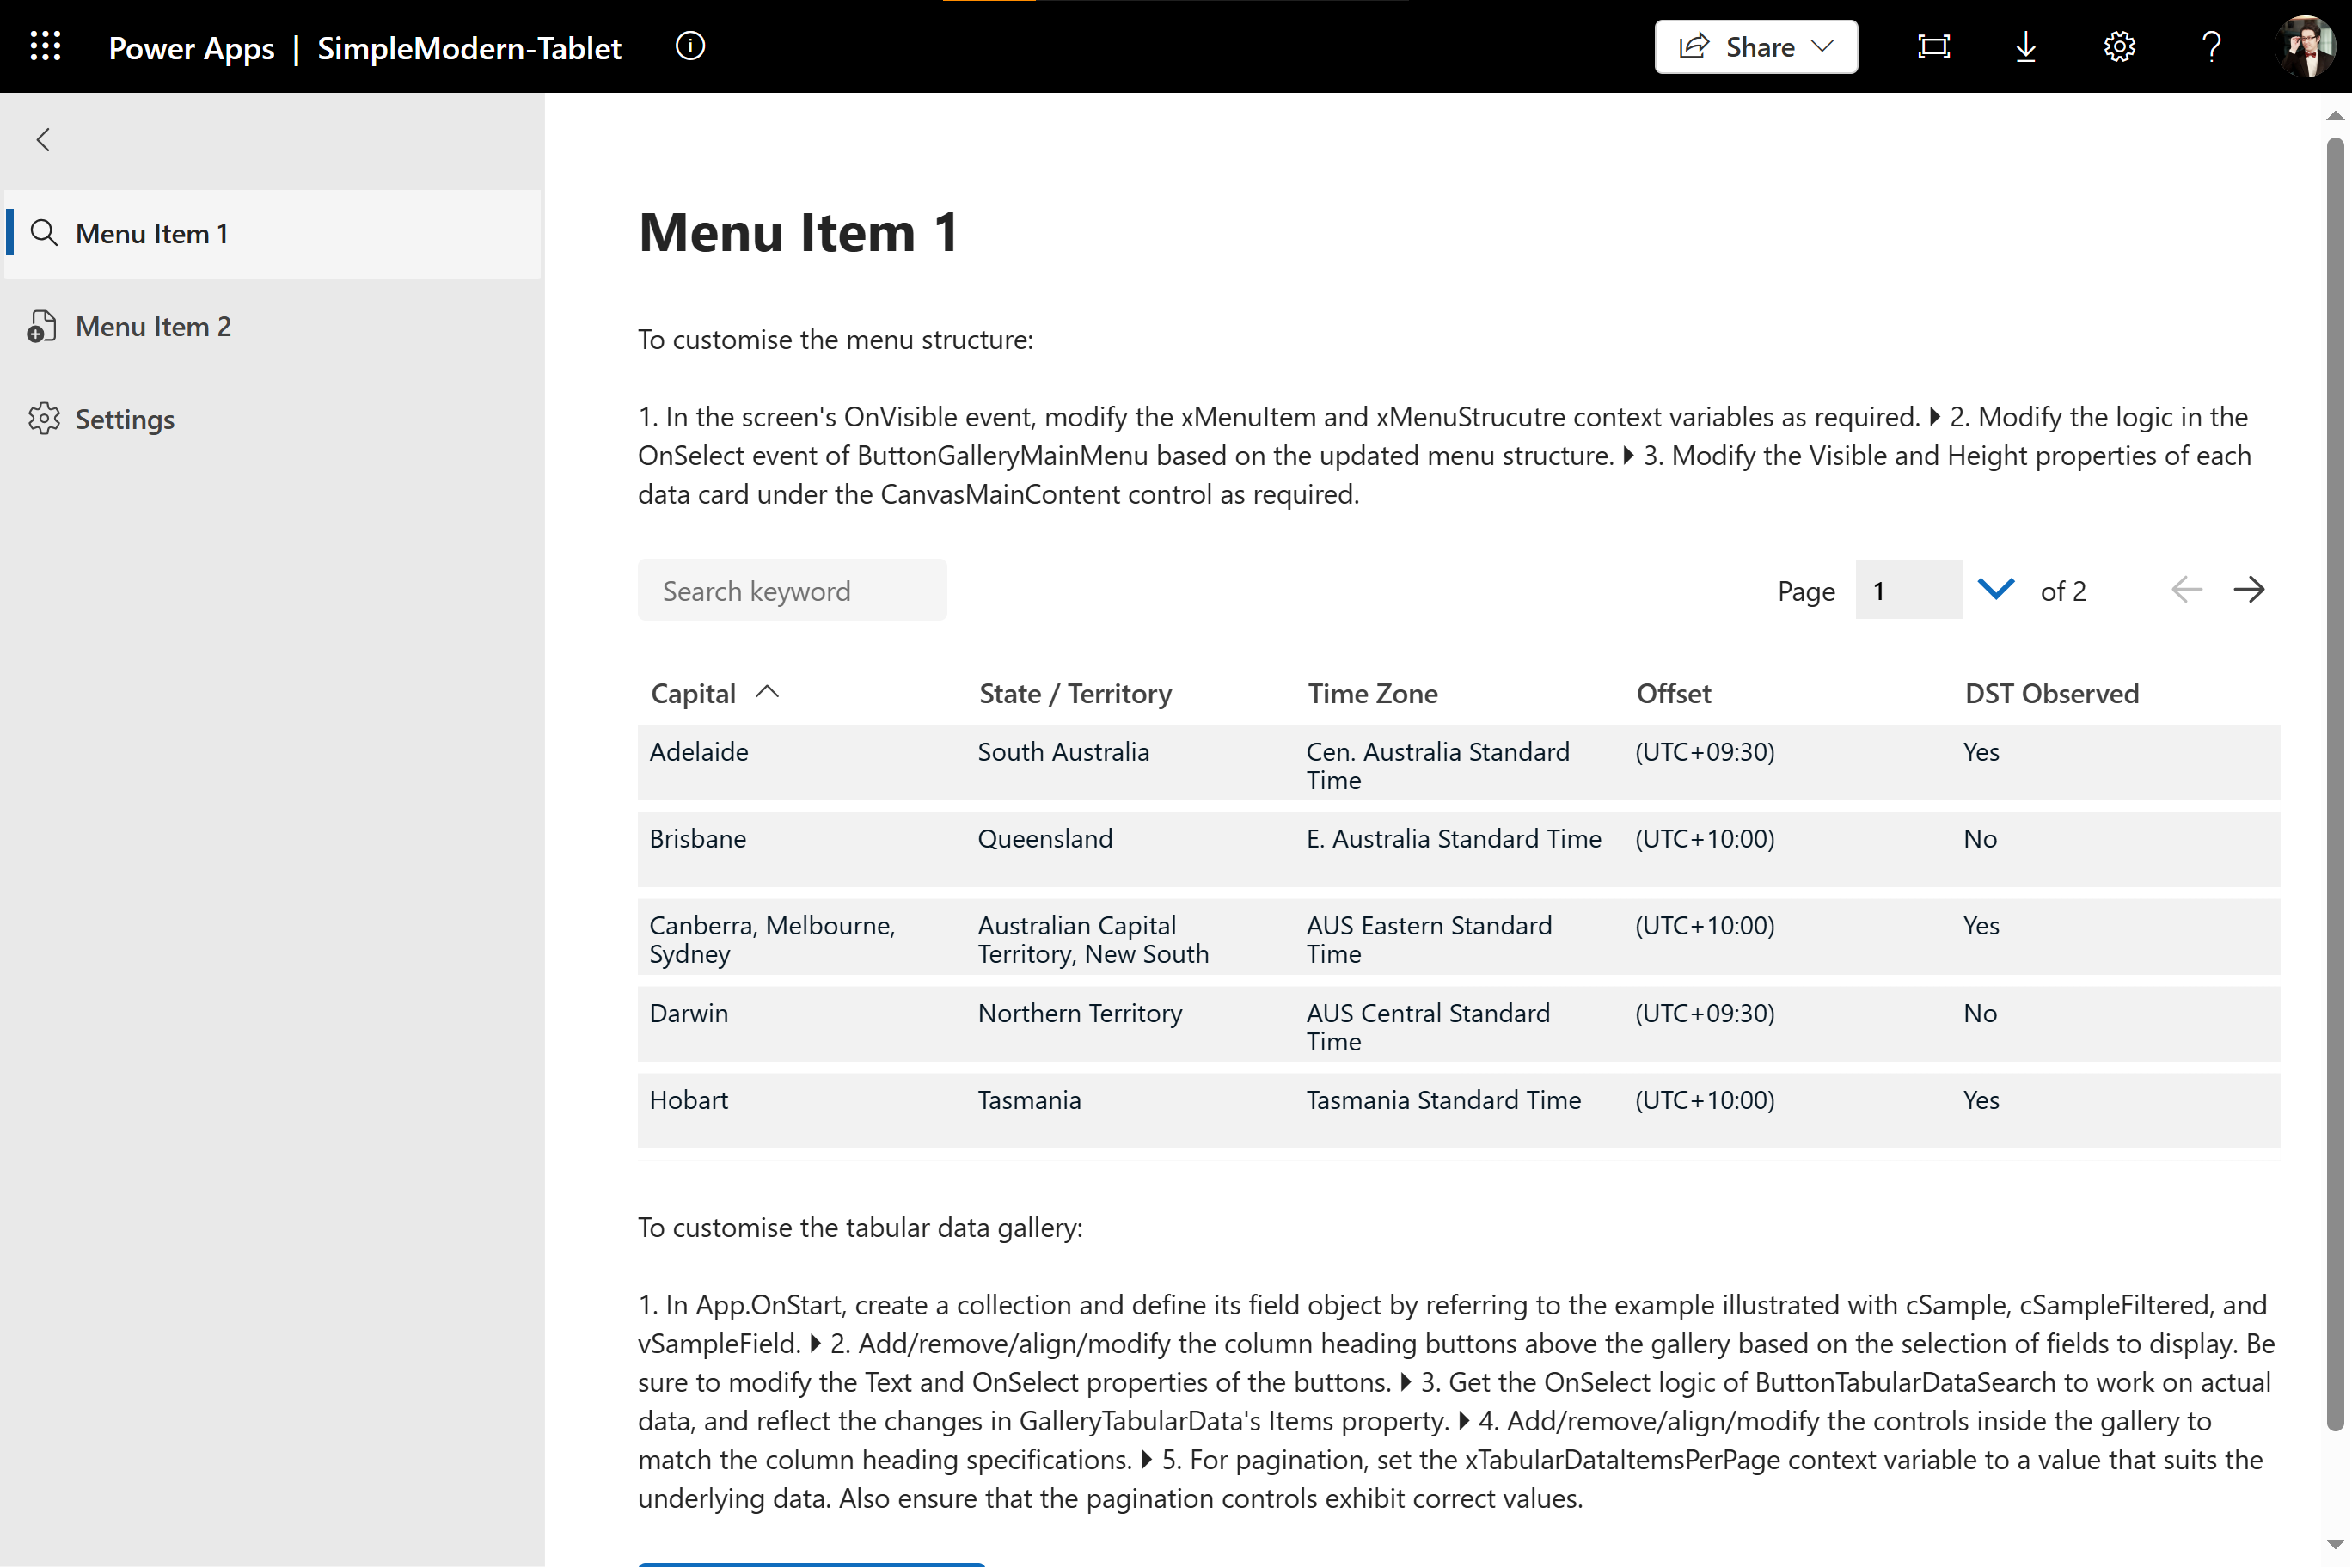 Power Apps | SimpleModern-Tablet
Share
Menu Item 1
Menu Item 2
Settings
Menu Item 1
To customise the menu structure:
1. In the screen's OnVisible event, modify the xMenuItem and xMenuStrucutre context variables as required. ▶ 2. Modify the logic in the
OnSelect event of ButtonGalleryMainMenu based on the updated menu structure. ▶ 3. Modify the Visible and Height properties of each
data card under the CanvasMainContent control as required.
Search keyword
Page 1 of 2
Capital State / Territory Time Zone Offset DST Observed
Adelaide South Australia Cen. Australia Standard Time (UTC+09:30) Yes
Brisbane Queensland E. Australia Standard Time (UTC+10:00) No
Canberra, Melbourne, Sydney Australian Capital Territory, New South AUS Eastern Standard Time (UTC+10:00) Yes
Darwin Northern Territory AUS Central Standard Time (UTC+09:30) No
Hobart Tasmania Tasmania Standard Time (UTC+10:00) Yes
To customise the tabular data gallery:
1. In App.OnStart, create a collection and define its field object by referring to the example illustrated with cSample, cSampleFiltered, and
vSampleField. ▶ 2. Add/remove/align/modify the column heading buttons above the gallery based on the selection of fields to display. Be
sure to modify the Text and OnSelect properties of the buttons. ▶ 3. Get the OnSelect logic of ButtonTabularDataSearch to work on actual
data, and reflect the changes in GalleryTabularData's Items property. ▶ 4. Add/remove/align/modify the controls inside the gallery to
match the column heading specifications. ▶ 5. For pagination, set the xTabularDataItemsPerPage context variable to a value that suits the
underlying data. Also ensure that the pagination controls exhibit correct values.